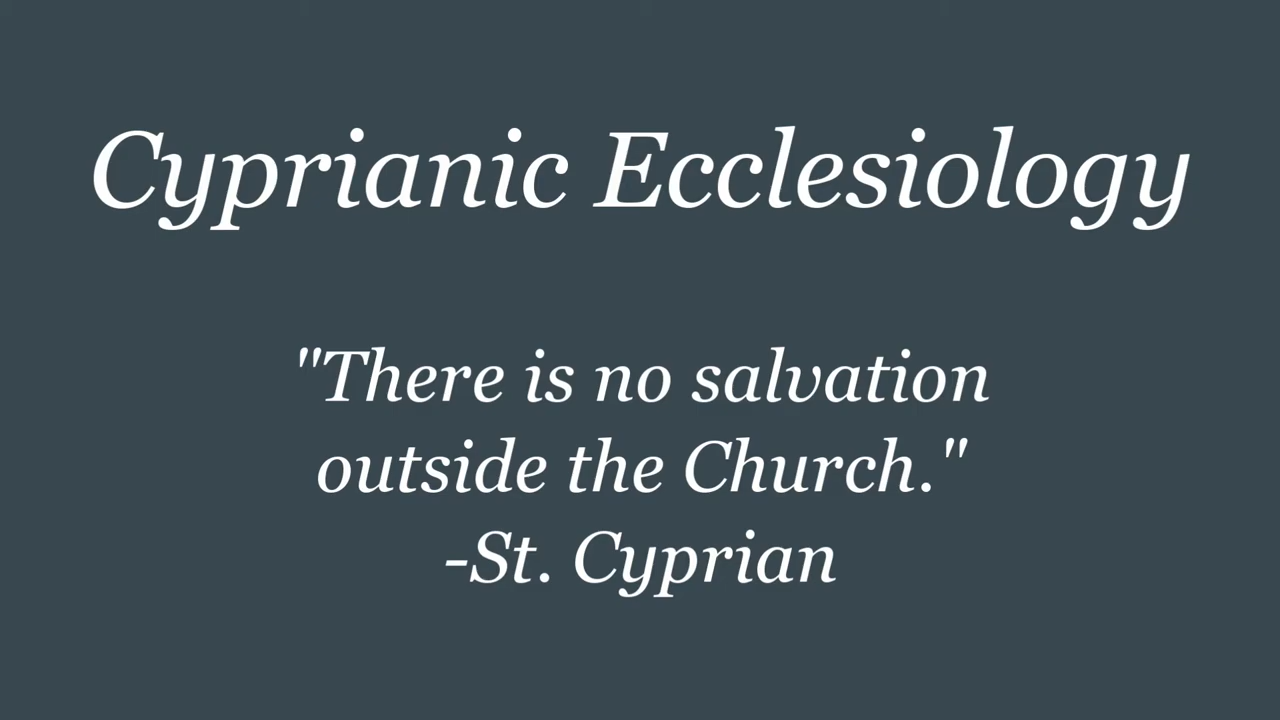 Cyprianic Ecclesiology
"There is no salvation
outside the Church."
-St. Cyprian